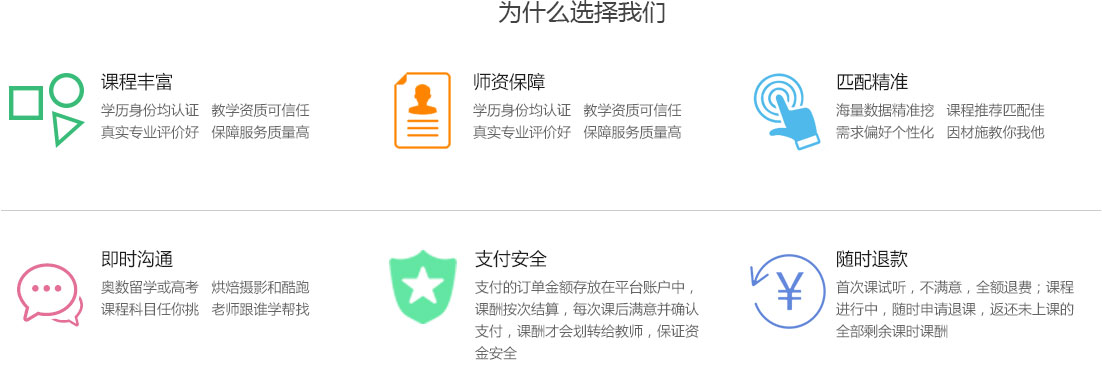 为什么选择我们
课程丰富
学历身份均认证 教学资质可信任
真实专业评价好 保障服务质量高
师资保障
学历身份均认证 教学资质可信任
真实专业评价好 保障服务质量高
匹配精准
海量数据精准挖 课程推荐匹配佳
需求偏好个性化 因材施教你我他
即时沟通
奥数留学或高考 烘焙摄影和酷跑
课程科目任你挑 老师跟谁学帮找
支付安全
支付的订单金额存放在平台账户中，
课酬按次结算，每次课后满意并确认
支付，课酬才会划转给教师，保证资
金安全
随时退款
首次课试听，不满意，全额退费；课程
进行中，随时申请退课，返还未上课的
全部剩余课时课酬